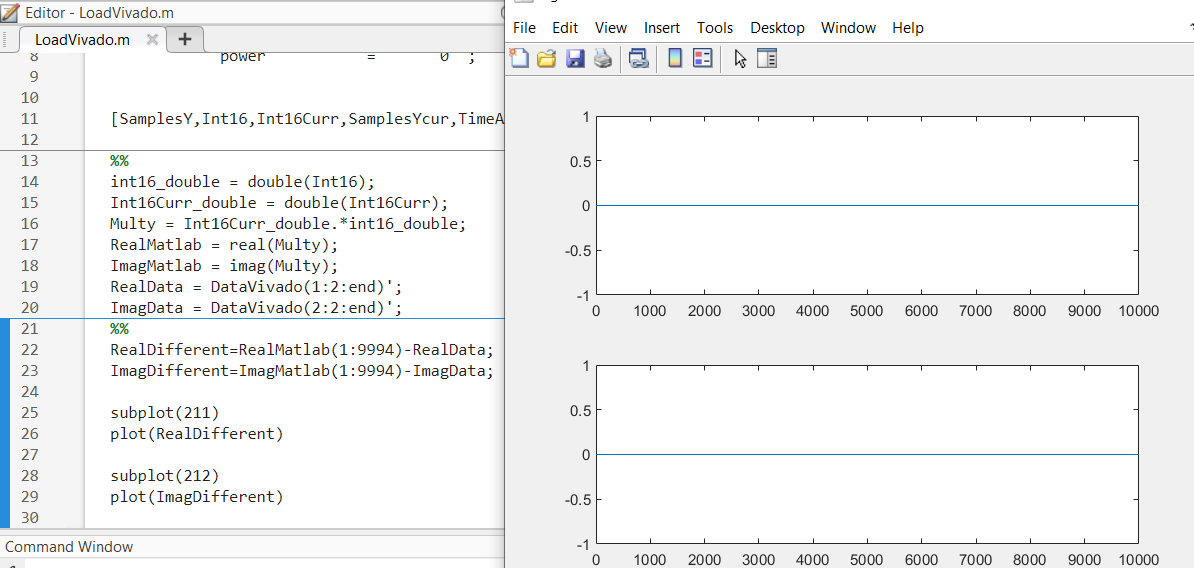 Editor - LoadVivado.m
LoadVivado.m
8 power = 0 ;
9
10
11 [SamplesY,Int16,Int16Curr,SamplesYcur,TimeA
12
13 %%
14 int16_double = double(Int16);
15 Int16Curr_double = double(Int16Curr);
16 Multy = Int16Curr_double.*int16_double;
17 RealMatlab = real(Multy);
18 ImagMatlab = imag(Multy);
19 RealData = DataVivado(1:2:end)';
20 ImagData = DataVivado(2:2:end)';
21 %%
22 RealDifferent=RealMatlab(1:9994)-RealData;
23 ImagDifferent=ImagMatlab(1:9994)-ImagData;
24
25 subplot(211)
26 plot(RealDifferent)
27
28 subplot(212)
29 plot(ImagDifferent)
30
Command Window
File Edit View Insert Tools Desktop Window Help
1
0.5
0
-0.5
-1
0 1000 2000 3000 4000 5000 6000 7000 8000 9000 10000
1
0.5
0
-0.5
-1
0 1000 2000 3000 4000 5000 6000 7000 8000 9000 10000